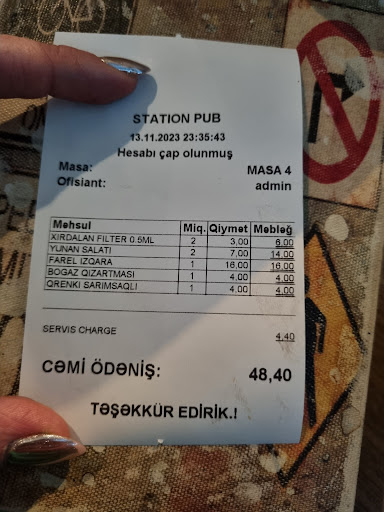 STATION PUB
13.11.2023 23:35:43
Hesabı çap olunmuş
Masa: MASA 4
Ofisiant: admin
Məhsul Miq. Qiymət Məbləğ
XIRDALAN FILTER 0.5ML 2 3,00 6,00
YUNAN SALATI 2 7,00 14,00
FAREL IZQARA 1 16,00 16,00
BOGAZ QIZARTMASI 1 4,00 4,00
QRENKI SARIMSAQLI 1 4,00 4,00
SERVIS CHARGE 4,40
CƏMİ ÖDƏNİŞ: 48,40
TƏŞƏKKÜR EDİRİK.!